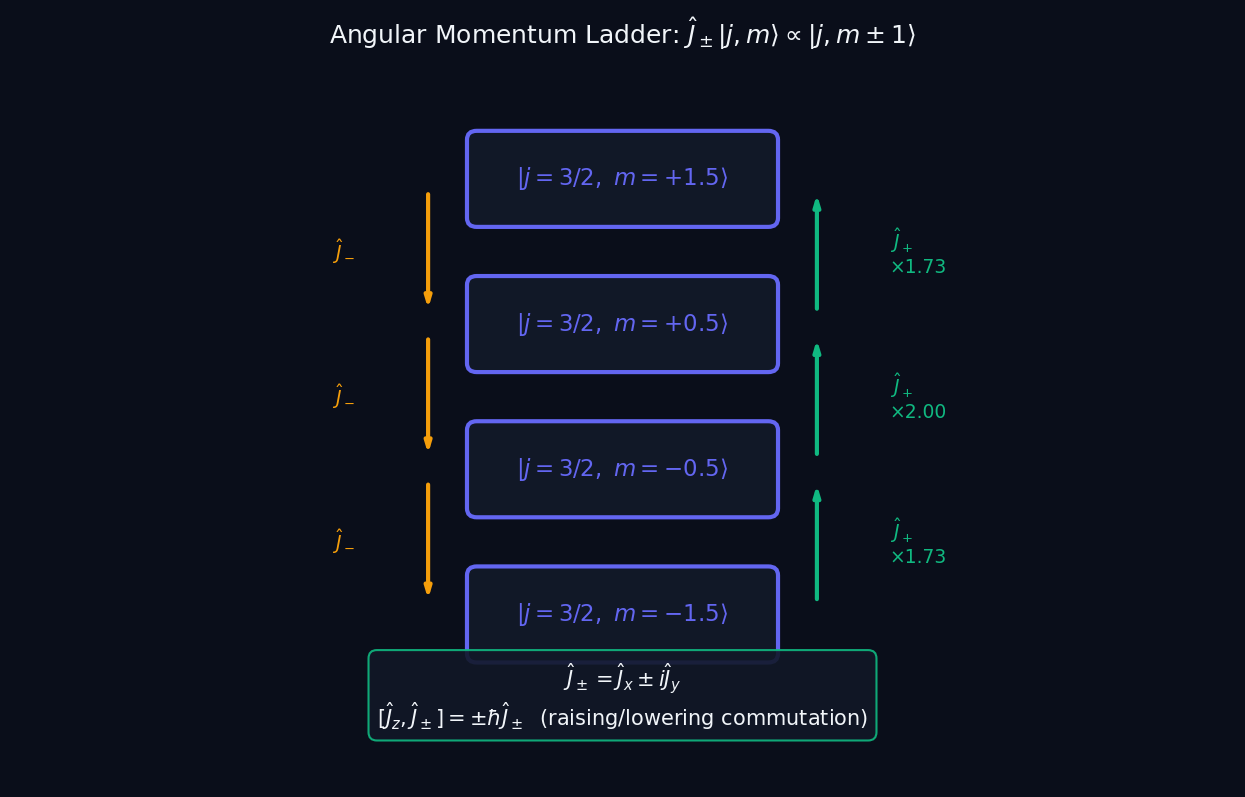 Angular Momentum Ladder: Ĵ± |j, m⟩ ∝ |j, m ± 1⟩
|j = 3/2, m = +1.5⟩
Ĵ−
Ĵ+
×1.73
|j = 3/2, m = +0.5⟩
Ĵ−
Ĵ+
×2.00
|j = 3/2, m = −0.5⟩
Ĵ−
Ĵ+
×1.73
|j = 3/2, m = −1.5⟩
Ĵ± = Ĵx ± iĴy
[Ĵz, Ĵ±] = ±ℏĴ± (raising/lowering commutation)